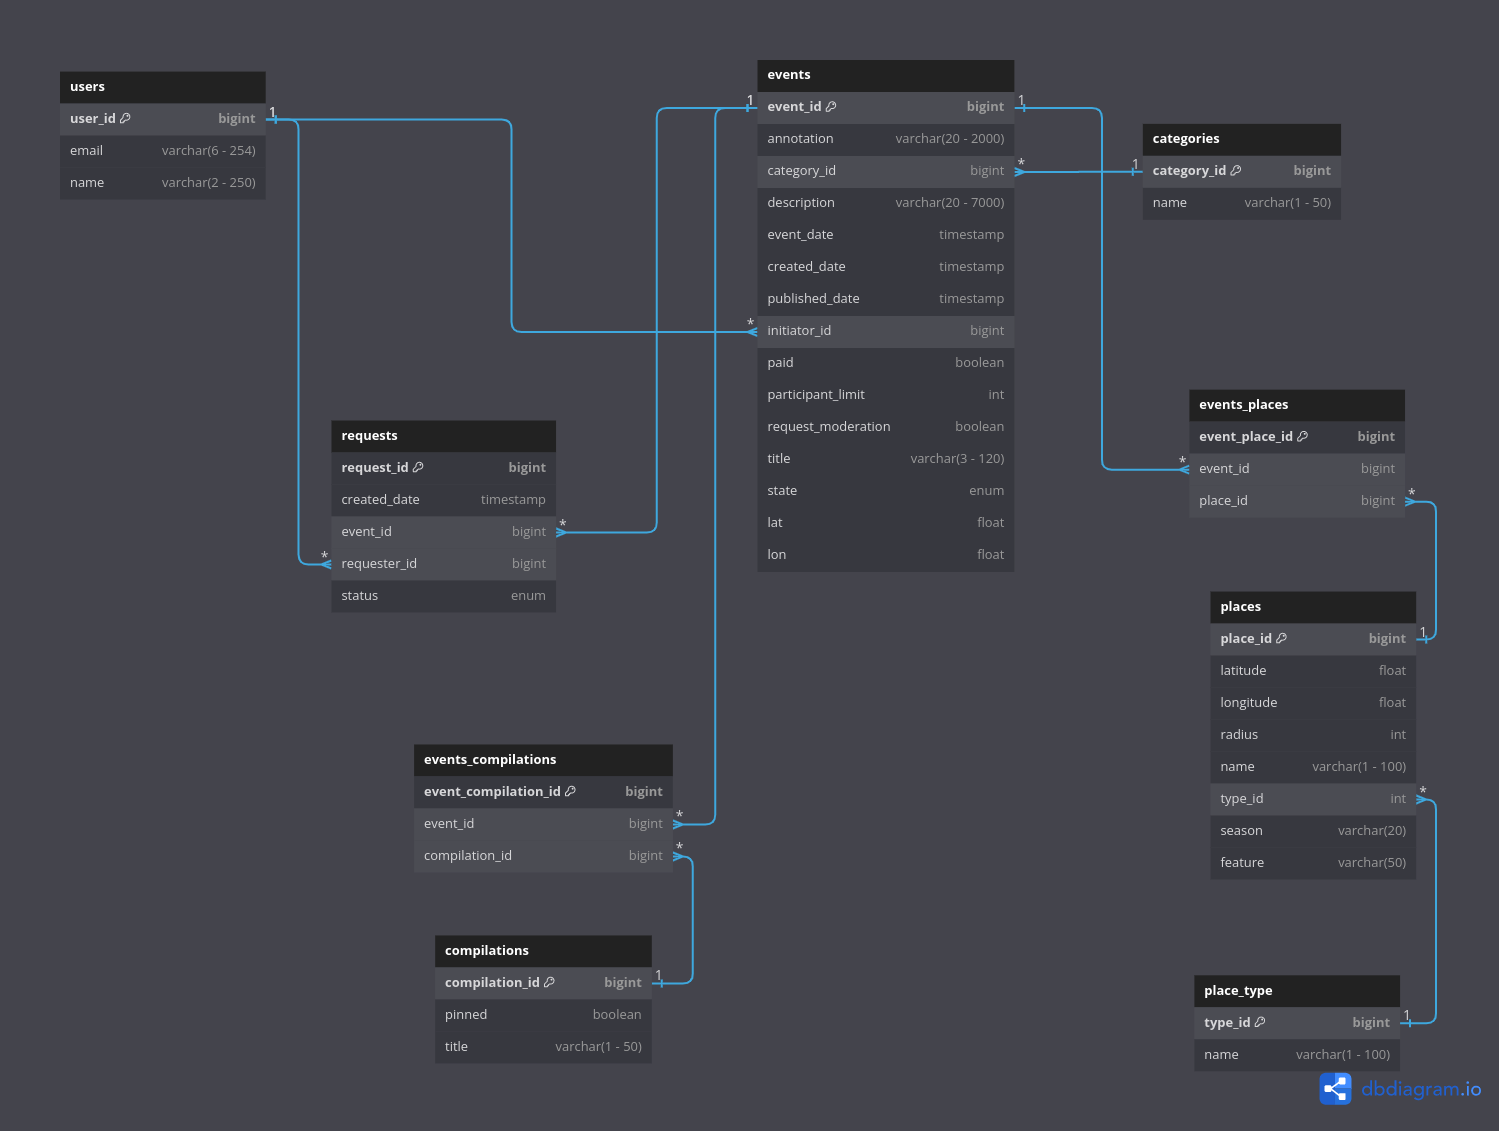 users
user_id bigint
email varchar(6 - 254)
name varchar(2 - 250)
1
1
*
*
events
event_id bigint
annotation varchar(20 - 2000)
category_id bigint
description varchar(20 - 7000)
event_date timestamp
created_date timestamp
published_date timestamp
initiator_id bigint
paid boolean
participant_limit int
request_moderation boolean
title varchar(3 - 120)
state enum
lat float
lon float
1
*
1
categories
category_id bigint
name varchar(1 - 50)
requests
request_id bigint
created_date timestamp
event_id bigint
requester_id bigint
status enum
*
*
events_places
event_place_id bigint
event_id bigint
place_id bigint
*
*
places
place_id bigint
latitude float
longitude float
radius int
name varchar(1 - 100)
type_id int
season varchar(20)
feature varchar(50)
1
*
events_compilations
event_compilation_id bigint
event_id bigint
compilation_id bigint
*
*
compilations
compilation_id bigint
pinned boolean
title varchar(1 - 50)
1
place_type
type_id bigint
name varchar(1 - 100)
1
dbdiagram.io